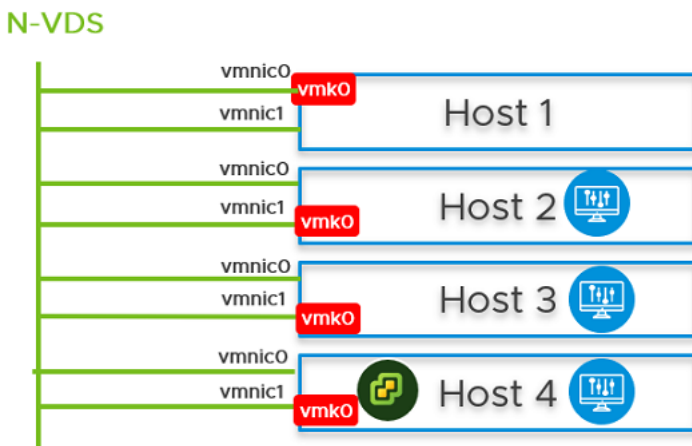 N-VDS
vmnic0
vmk0
vmnic1
Host 1
vmnic0
vmnic1
vmk0
Host 2
vmnic0
vmnic1
vmk0
Host 3
vmnic0
vmnic1
vmk0
Host 4